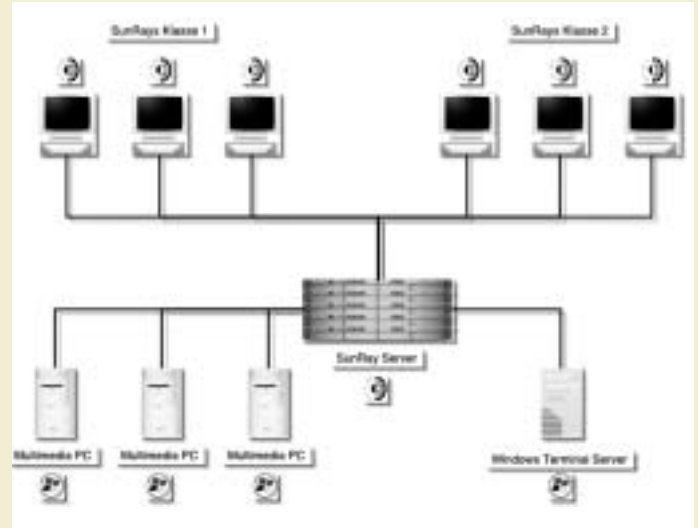 SunRays Klasse 1
SunRays Klasse 2
SunRay Server
Multimedia PC
Multimedia PC
Multimedia PC
Windows Terminal Server